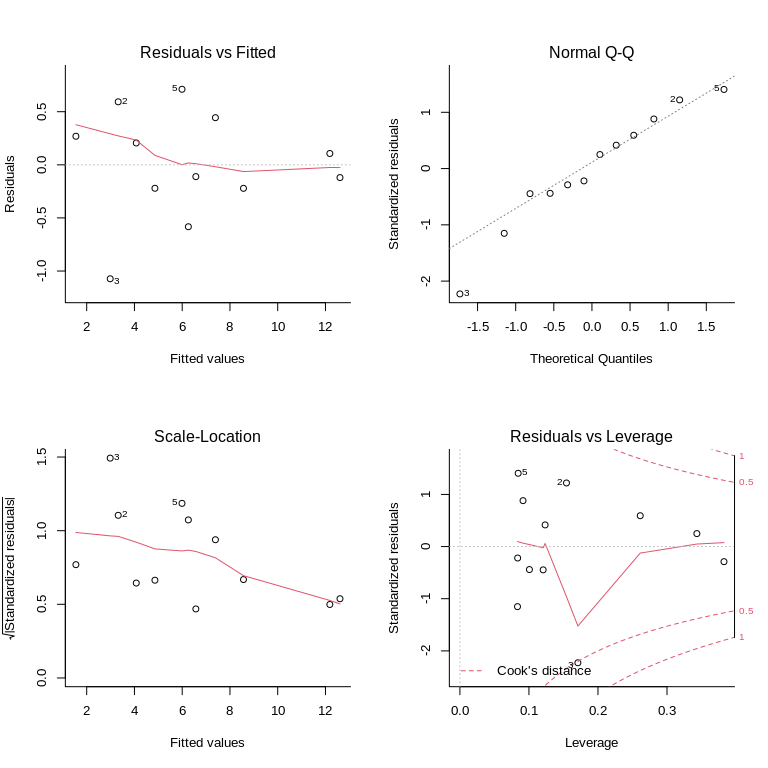 Residuals vs Fitted
Residuals
0.5
0.0
-0.5
-1.0
5
2
3
2 4 6 8 10 12
Fitted values
Normal Q-Q
Standardized residuals
1
0
-1
-2
5
2
3
-1.5 -1.0 -0.5 0.0 0.5 1.0 1.5
Theoretical Quantiles
Scale-Location
√|Standardized residuals|
1.5
1.0
0.5
0.0
3
5
2
2 4 6 8 10 12
Fitted values
Residuals vs Leverage
Standardized residuals
1
0
-1
-2
5
2
3
1
0.5
0.5
1
Cook's distance
0.0 0.1 0.2 0.3
Leverage